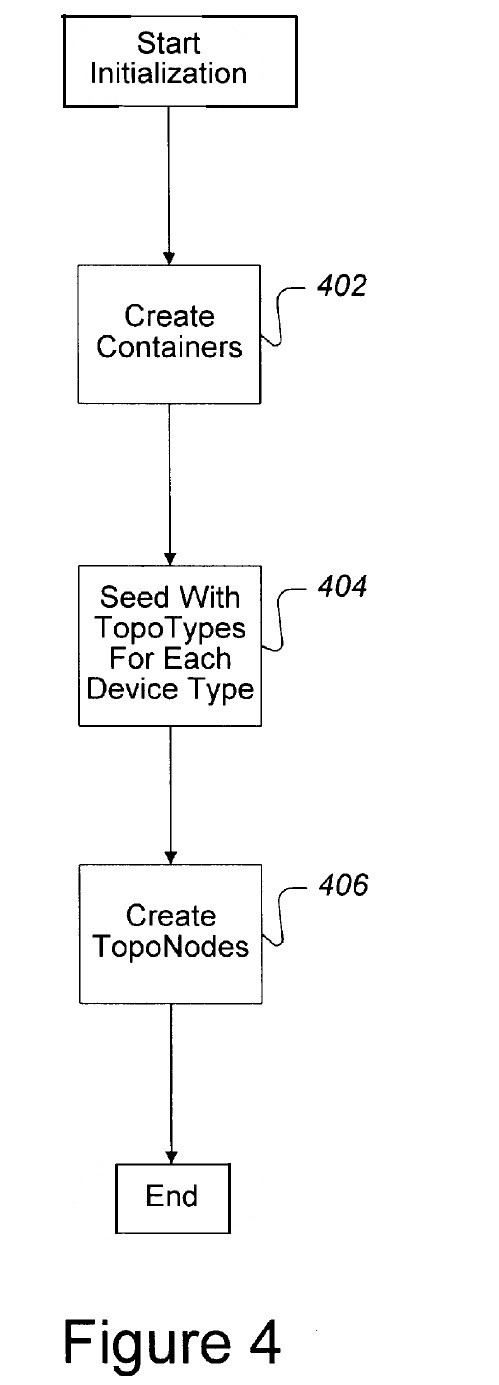 Start
Initialization
402
Create
Containers
404
Seed With
TopoTypes
For Each
Device Type
406
Create
TopoNodes
End
Figure 4